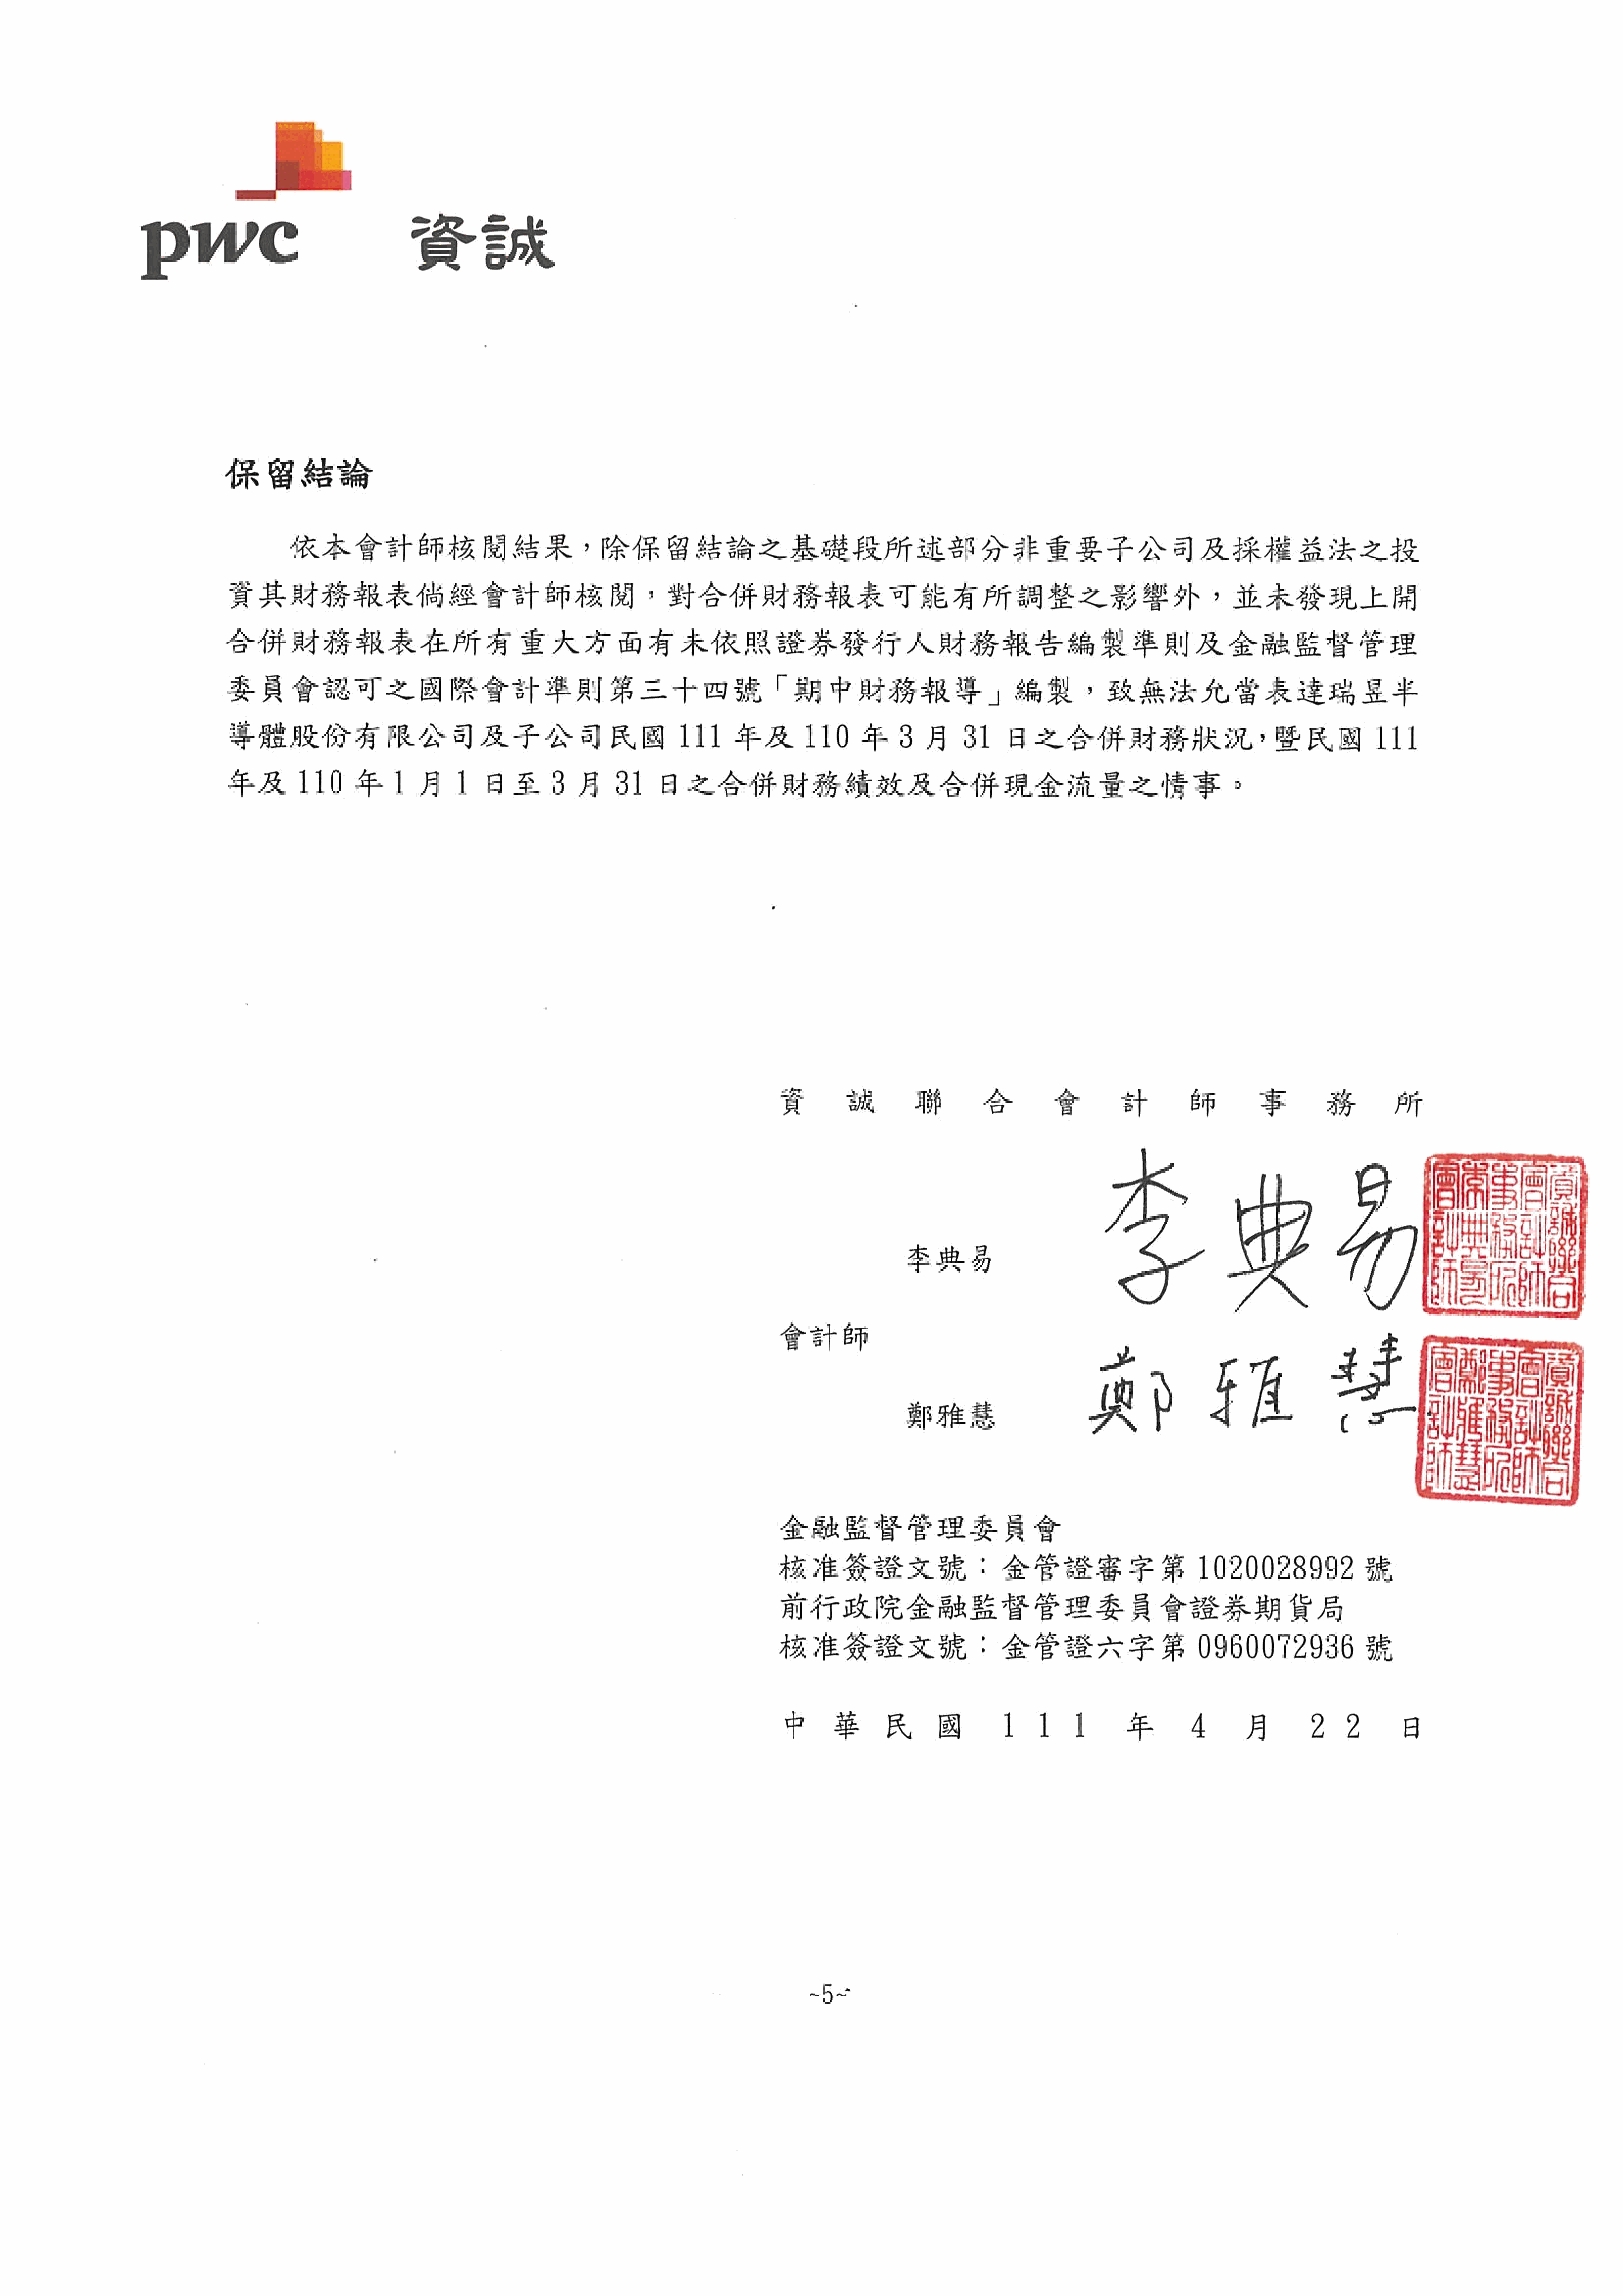 pwc 資誠
保留結論
依本會計師核閱結果，除保留結論之基礎段所述部分非重要子公司及採權益法之投
資其財務報表倘經會計師核閱，對合併財務報表可能有所調整之影響外，並未發現上開
合併財務報表在所有重大方面有未依照證券發行人財務報告編製準則及金融監督管理
委員會認可之國際會計準則第三十四號「期中財務報導」編製，致無法允當表達瑞昱半
導體股份有限公司及子公司民國 111 年及 110 年 3 月 31 日之合併財務狀況，暨民國 111
年及 110 年 1 月 1 日至 3 月 31 日之合併財務績效及合併現金流量之情事。
資誠聯合會計師事務所
李典易
李典易
資誠聯合會計師事務所李典易會計師
會計師
鄭雅慧
鄭雅慧
資誠聯合會計師事務所鄭雅慧會計師
金融監督管理委員會
核准簽證文號：金管證審字第 1020028992 號
前行政院金融監督管理委員會證券期貨局
核准簽證文號：金管證六字第 0960072936 號
中華民國 111 年 4 月 22 日
~5~